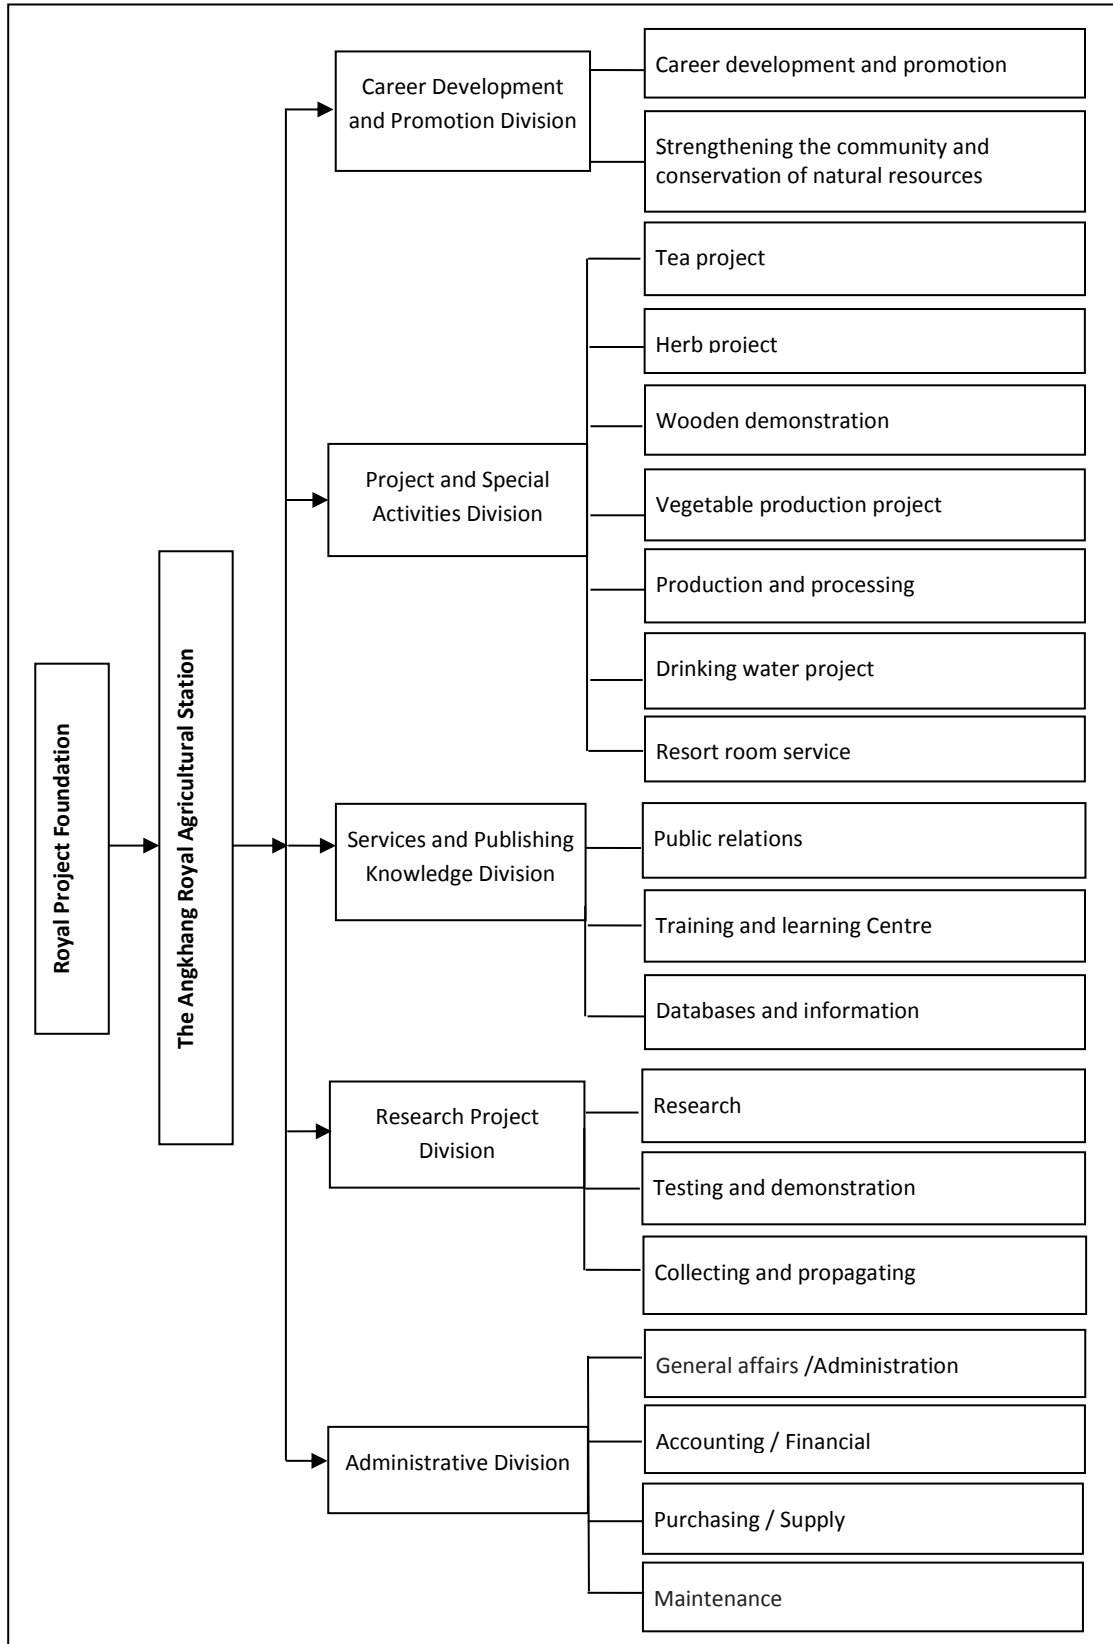 Royal Project Foundation
The Angkhang Royal Agricultural Station
Career Development
and Promotion Division
Career development and promotion
Strengthening the community and
conservation of natural resources
Project and Special
Activities Division
Tea project
Herb project
Wooden demonstration
Vegetable production project
Production and processing
Drinking water project
Resort room service
Services and Publishing
Knowledge Division
Public relations
Training and learning Centre
Databases and information
Research Project
Division
Research
Testing and demonstration
Collecting and propagating
Administrative Division
General affairs /Administration
Accounting / Financial
Purchasing / Supply
Maintenance